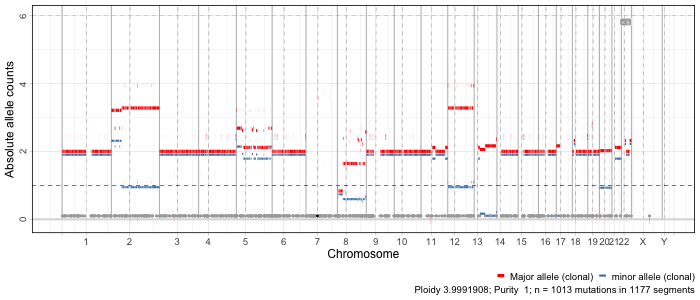 Absolute allele counts
6
4
2
0
1 2 3 4 5 6 7 8 9 10 11 12 13 14 15 16 17 18 19 20 21 22 X Y
Chromosome
Major allele (clonal) minor allele (clonal)
Ploidy 3.9991908; Purity 1; n = 1013 mutations in 1177 segments